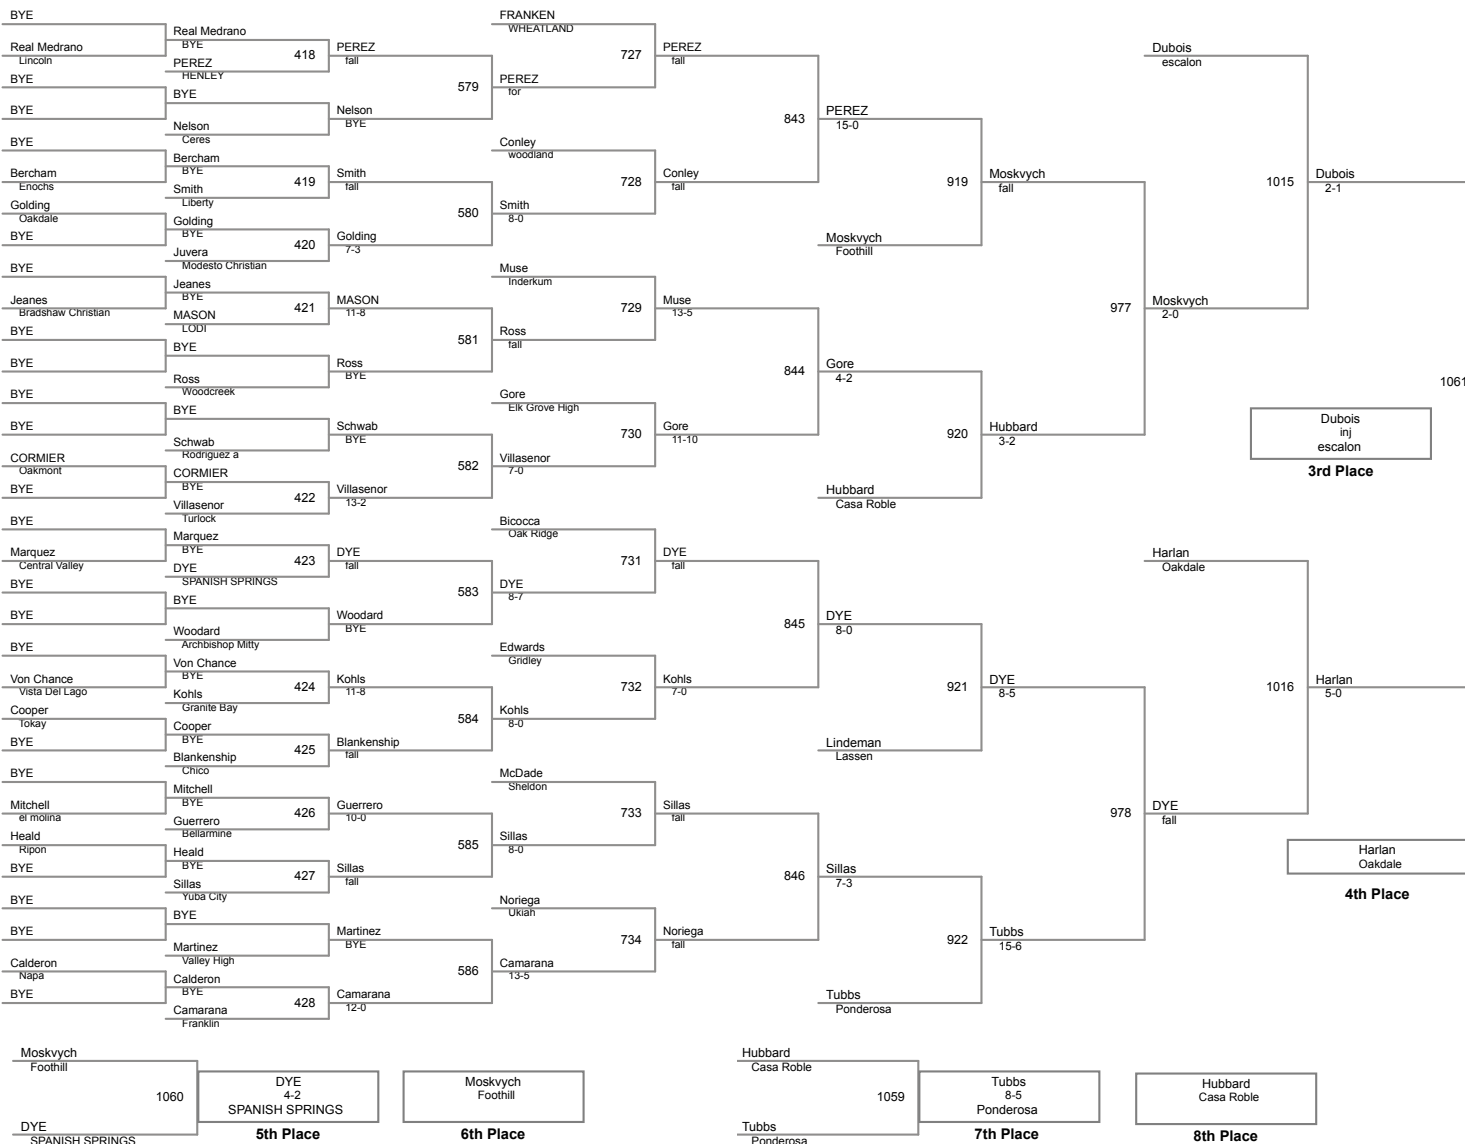 BYE
Real Medrano
Lincoln
BYE
BYE
BYE
Bercham
Enochs
Golding
Oakdale
BYE
BYE
Jeanes
Bradshaw Christian
BYE
BYE
BYE
BYE
CORMIER
Oakmont
BYE
BYE
Marquez
Central Valley
BYE
BYE
BYE
Von Chance
Vista Del Lago
Cooper
Tokay
BYE
BYE
Mitchell
el molina
Heald
Ripon
BYE
BYE
BYE
Calderon
Napa
BYE
Real Medrano
BYE
418
PEREZ
HENLEY
BYE
Nelson
Ceres
Bercham
BYE
419
Smith
Liberty
Golding
BYE
420
Juvera
Modesto Christian
Jeanes
BYE
421
MASON
LODI
BYE
Ross
Woodcreek
BYE
Schwab
Rodriguez a
CORMIER
BYE
422
Villasenor
Turlock
Marquez
BYE
423
DYE
SPANISH SPRINGS
BYE
Woodard
Archbishop Mitty
Von Chance
BYE
424
Kohls
Granite Bay
Cooper
BYE
425
Blankenship
Chico
Mitchell
BYE
426
Guerrero
Bellarmine
Heald
BYE
427
Sillas
Yuba City
BYE
Martinez
Valley High
Calderon
BYE
428
Camarana
Franklin
PEREZ
fall
579
Nelson
BYE
Smith
fall
580
Golding
7-3
MASON
11-8
581
Ross
BYE
Schwab
BYE
582
Villasenor
13-2
DYE
fall
583
Woodard
BYE
Kohls
11-8
584
Blankenship
fall
Guerrero
10-0
585
Sillas
fall
Martinez
BYE
586
Camarana
12-0
FRANKEN
WHEATLAND
727
PEREZ
for
Conley
woodland
728
Smith
8-0
Muse
Inderkum
729
Ross
fall
Gore
Elk Grove High
730
Villasenor
7-0
Bicocca
Oak Ridge
731
DYE
8-7
Edwards
Gridley
732
Kohls
8-0
McDade
Sheldon
733
Sillas
8-0
Noriega
Ukiah
734
Camarana
13-5
PEREZ
fall
843
Conley
fall
Muse
13-5
844
Gore
11-10
DYE
fall
845
Kohls
7-0
Sillas
fall
846
Noriega
fall
PEREZ
15-0
919
Moskvych
Foothill
Gore
4-2
920
Hubbard
Casa Roble
DYE
8-0
921
Lindeman
Lassen
Sillas
7-3
922
Tubbs
Ponderosa
Moskvych
fall
977
Hubbard
3-2
DYE
8-5
978
Tubbs
15-6
Dubois
escalon
1015
Moskvych
2-0
Harlan
Oakdale
1016
DYE
fall
Dubois
2-1
1061
Harlan
5-0
Dubois
inj
escalon
3rd Place
Harlan
Oakdale
4th Place
Moskvych
Foothill
1060
DYE
SPANISH SPRINGS
DYE
4-2
SPANISH SPRINGS
5th Place
Moskvych
Foothill
6th Place
Hubbard
Casa Roble
1059
Tubbs
Ponderosa
Tubbs
8-5
Ponderosa
7th Place
Hubbard
Casa Roble
8th Place